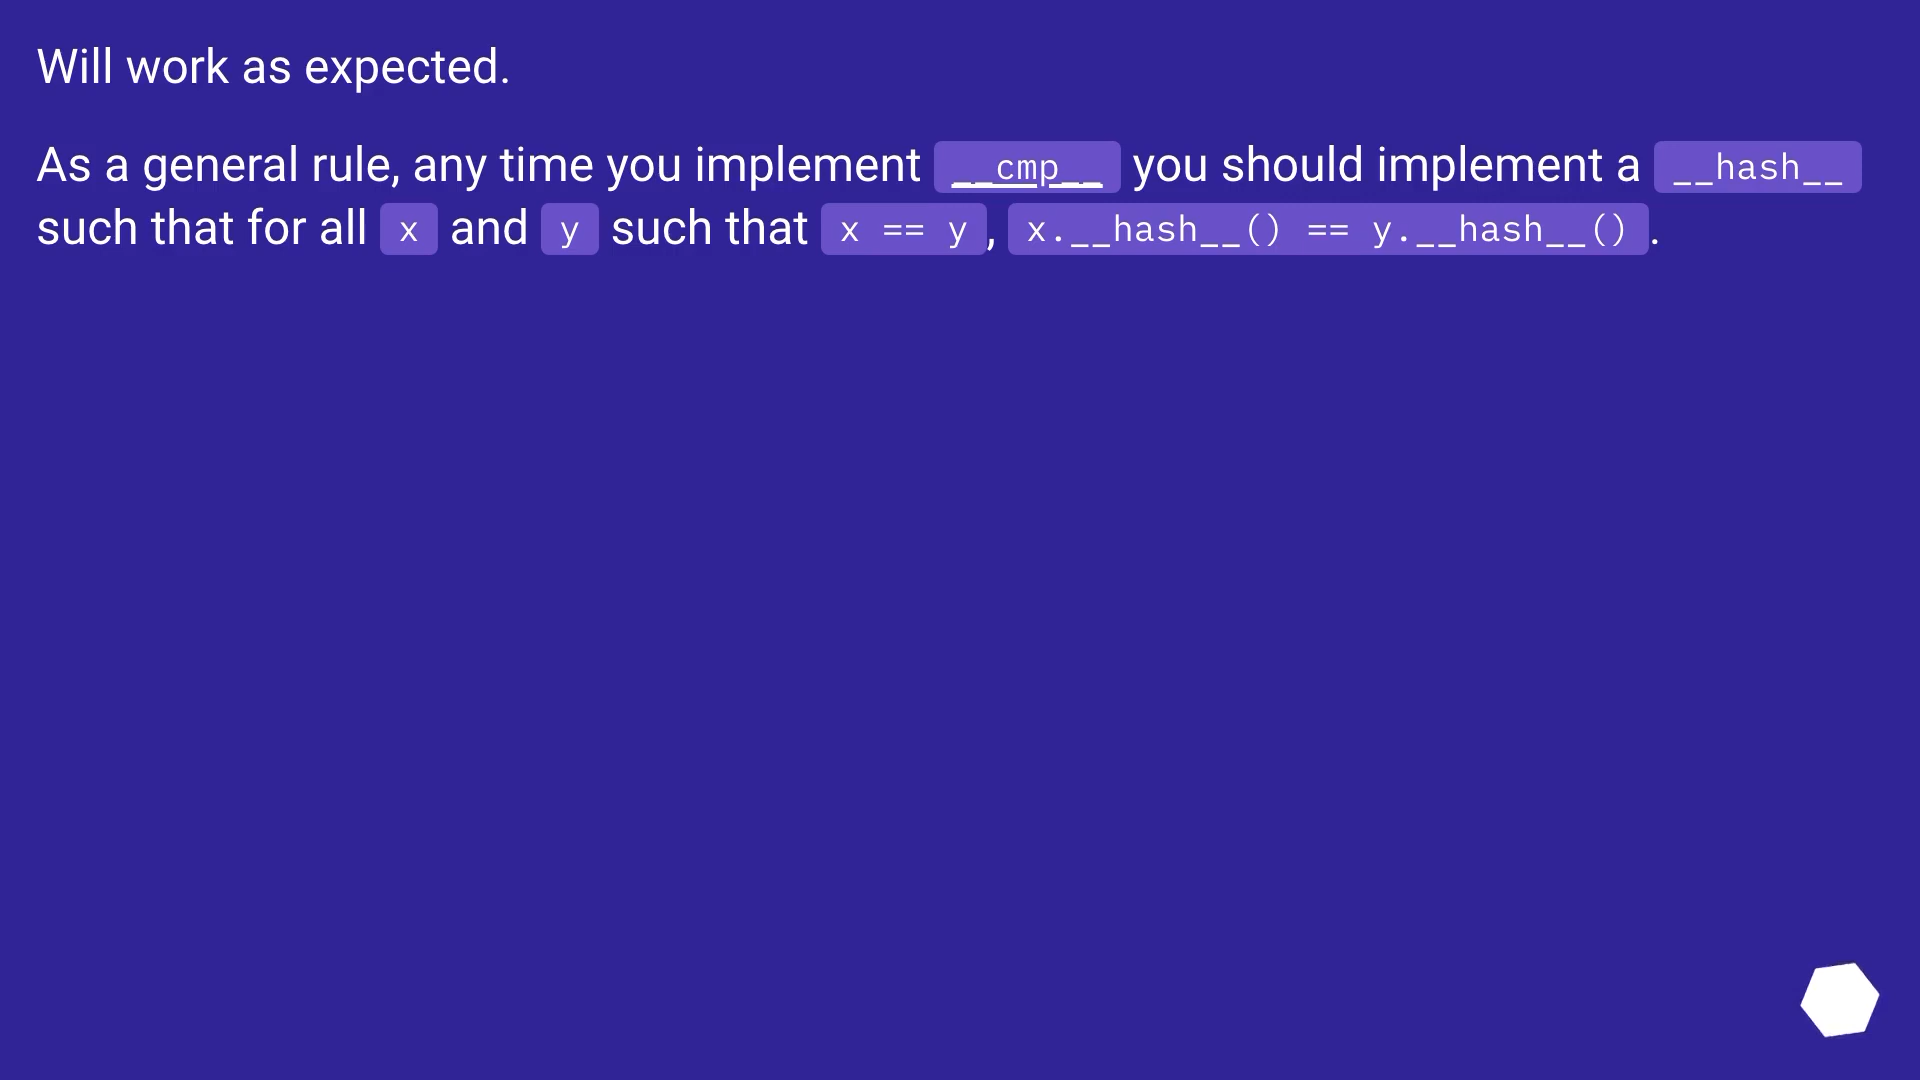 Will work as expected.
As a general rule, any time you implement __cmp__ you should implement a __hash__
such that for all x and y such that x == y, x.__hash__() == y.__hash__().